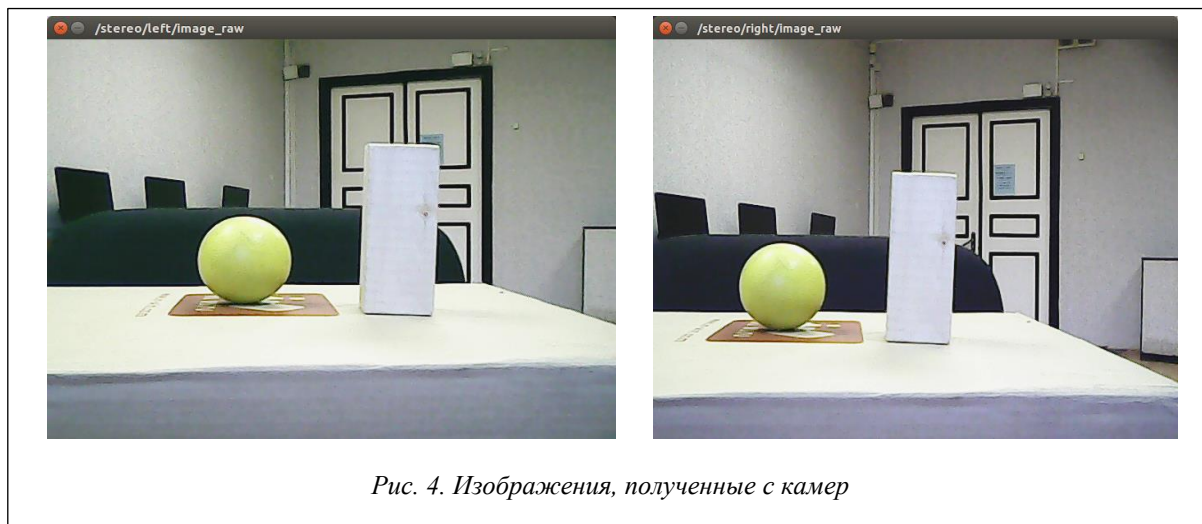 /stereo/left/image_raw
/stereo/right/image_raw
Рис. 4. Изображения, полученные с камер